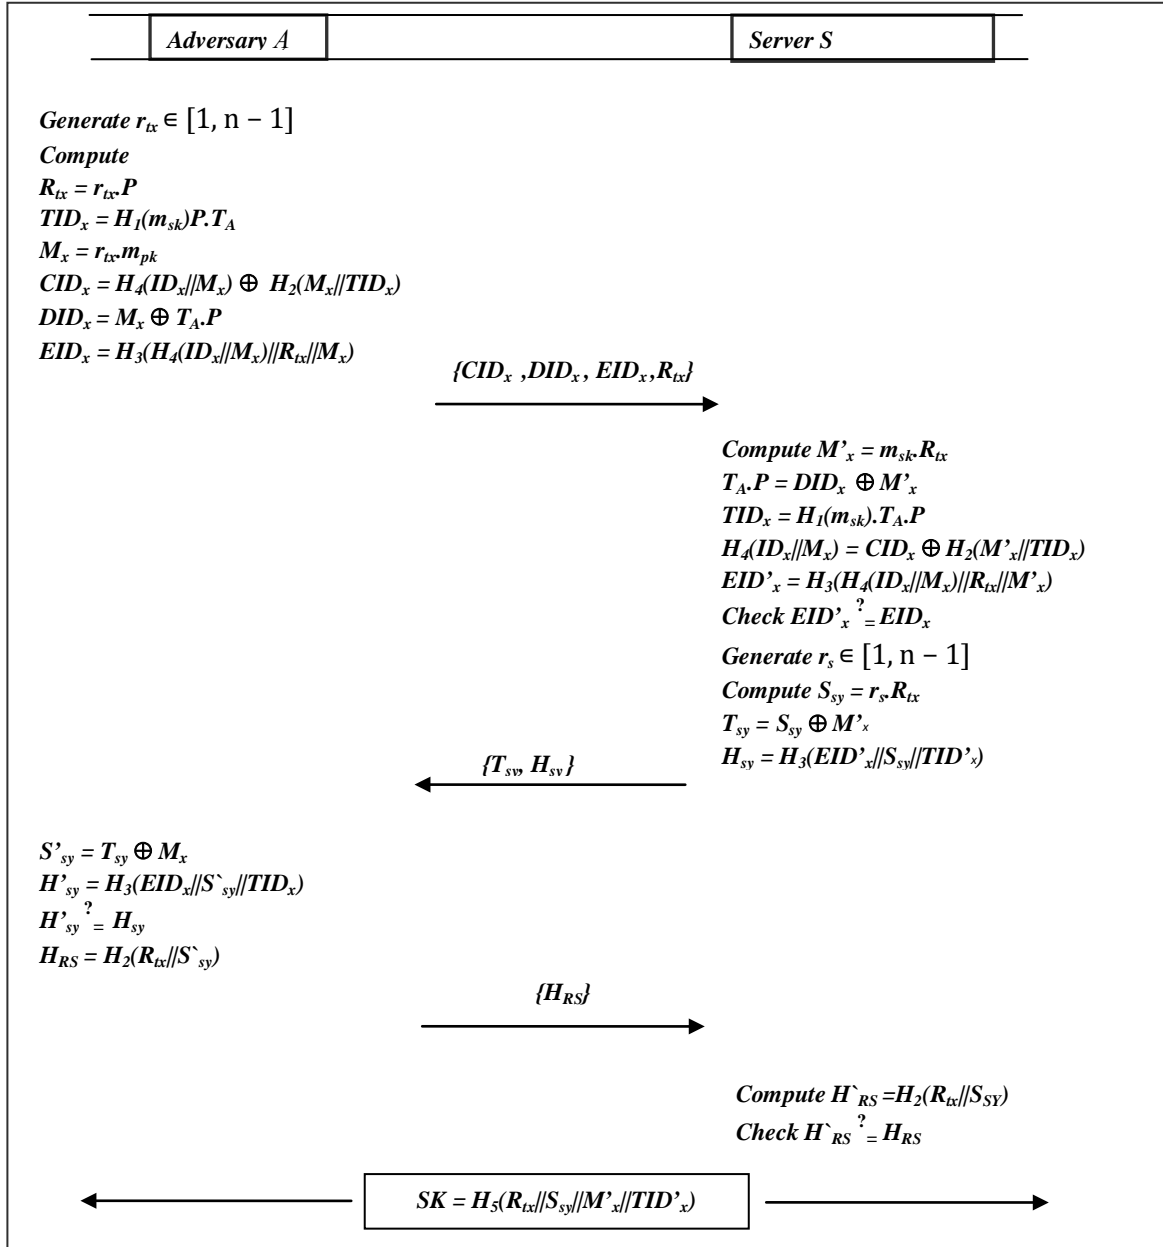 Adversary Ą
Server S
Generate r_tx ∈ [1, n − 1]
Compute
R_tx = r_tx.P
TID_x = H_1(m_sk)P.T_A
M_x = r_tx.m_pk
CID_x = H_4(ID_x//M_x) ⊕ H_2(M_x//TID_x)
DID_x = M_x ⊕ T_A.P
EID_x = H_3(H_4(ID_x//M_x)//R_tx//M_x)
{CID_x ,DID_x, EID_x,R_tx}
Compute M'_x = m_sk.R_tx
T_A.P = DID_x ⊕ M'_x
TID_x = H_1(m_sk).T_A.P
H_4(ID_x//M_x) = CID_x ⊕ H_2(M'_x//TID_x)
EID'_x = H_3(H_4(ID_x//M_x)//R_tx//M'_x)
Check EID'_x ?= EID_x
Generate r_s ∈ [1, n − 1]
Compute S_sy = r_s.R_tx
T_sy = S_sy ⊕ M'_x
H_sy = H_3(EID'_x//S_sy//TID'_x)
{T_sy, H_sy}
S'_sy = T_sy ⊕ M_x
H'_sy = H_3(EID_x//S`_sy//TID_x)
H'_sy ?= H_sy
H_RS = H_2(R_tx//S`_sy)
{H_RS}
Compute H`_RS =H_2(R_tx//S_SY)
Check H`_RS ?= H_RS
SK = H_5(R_tx//S_sy//M'_x//TID'_x)